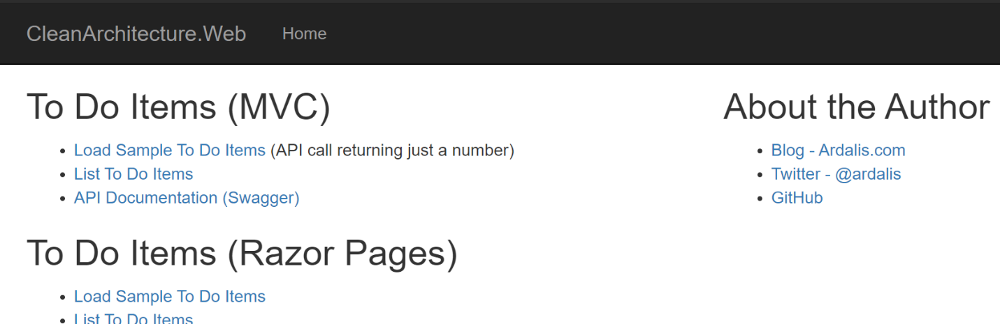 CleanArchitecture.Web Home
To Do Items (MVC)
Load Sample To Do Items (API call returning just a number)
List To Do Items
API Documentation (Swagger)
To Do Items (Razor Pages)
Load Sample To Do Items
List To Do Items
About the Author
Blog - Ardalis.com
Twitter - @ardalis
GitHub